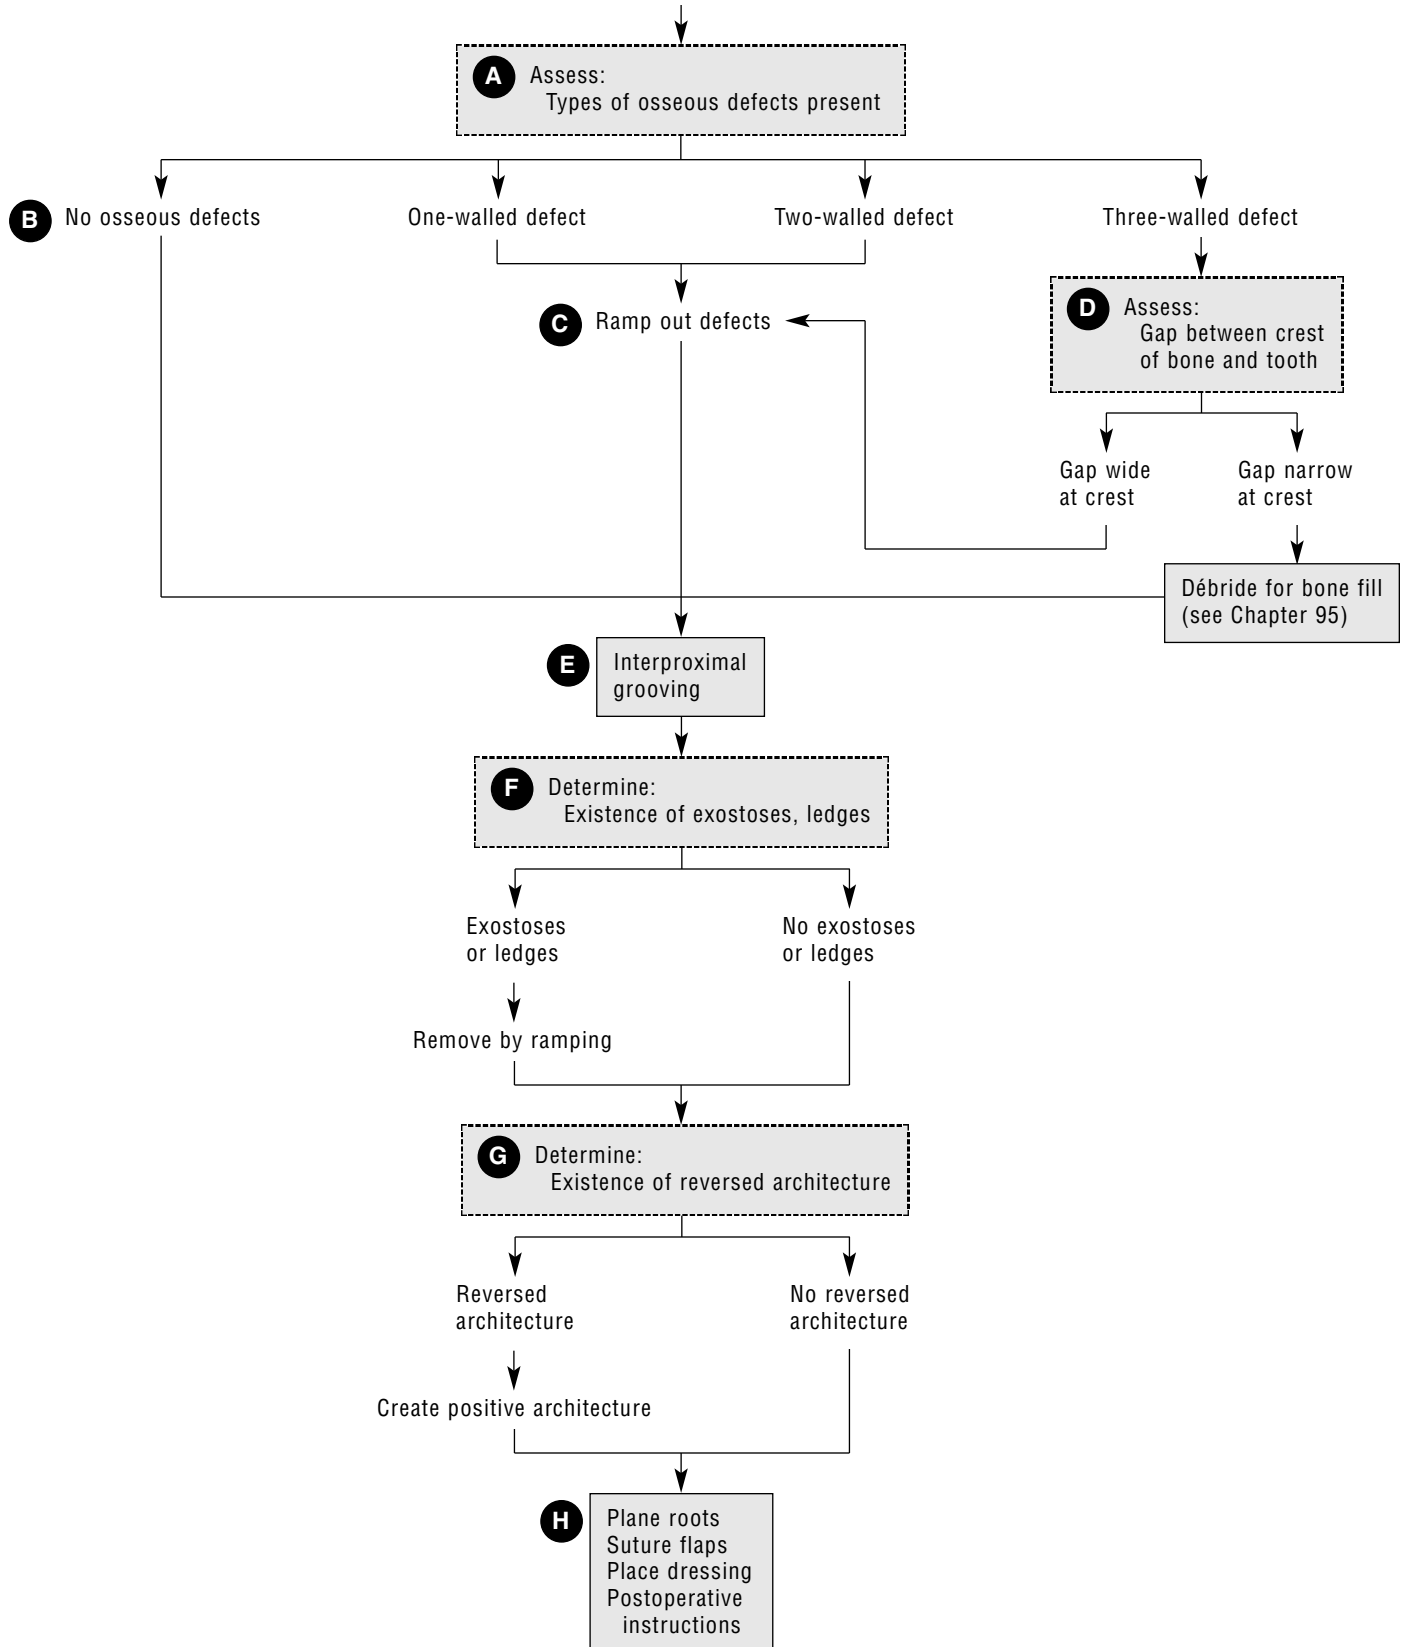 A Assess:
Types of osseous defects present
B No osseous defects One-walled defect Two-walled defect Three-walled defect
C Ramp out defects
D Assess:
Gap between crest
of bone and tooth
Gap wide
at crest
Gap narrow
at crest
Débride for bone fill
(see Chapter 95)
E Interproximal
grooving
F Determine:
Existence of exostoses, ledges
Exostoses
or ledges
No exostoses
or ledges
Remove by ramping
G Determine:
Existence of reversed architecture
Reversed
architecture
No reversed
architecture
Create positive architecture
H Plane roots
Suture flaps
Place dressing
Postoperative
instructions